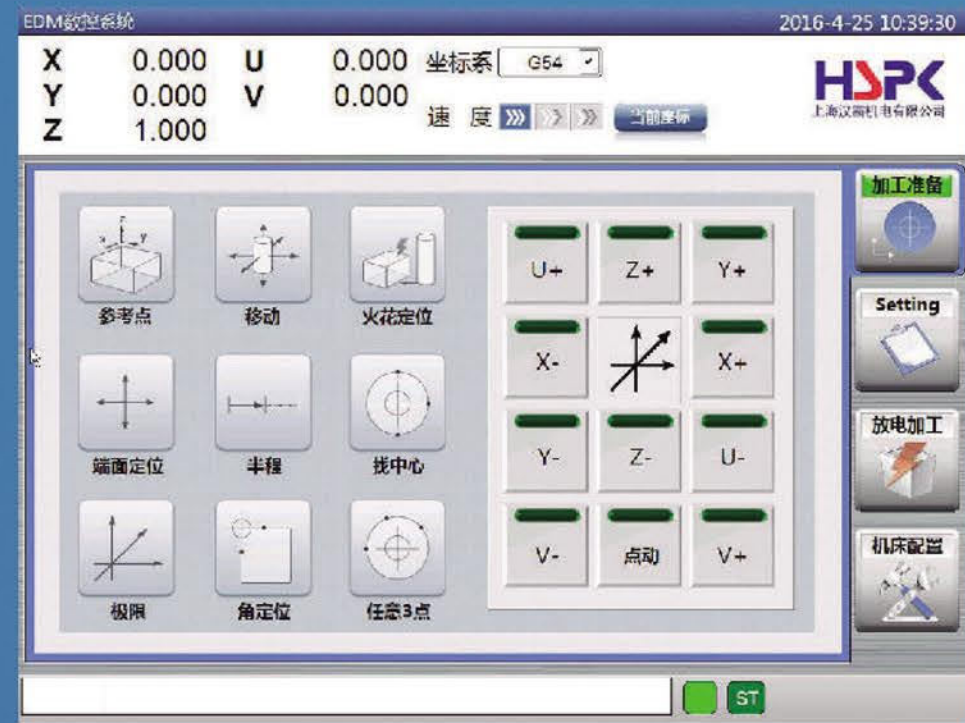 EDM数控系统 2016-4-25 10:39:30
X 0.000 U 0.000 坐标系 G54
Y 0.000 V 0.000
Z 1.000 速 度 当前座标
HSPK
上海汉霸机电有限公司
加工准备
Setting
放电加工
机床配置
参考点 移动 火花定位
端面定位 半程 找中心
极限 角定位 任意3点
U+ Z+ Y+
X- X+
Y- Z- U-
V- 点动 V+
ST